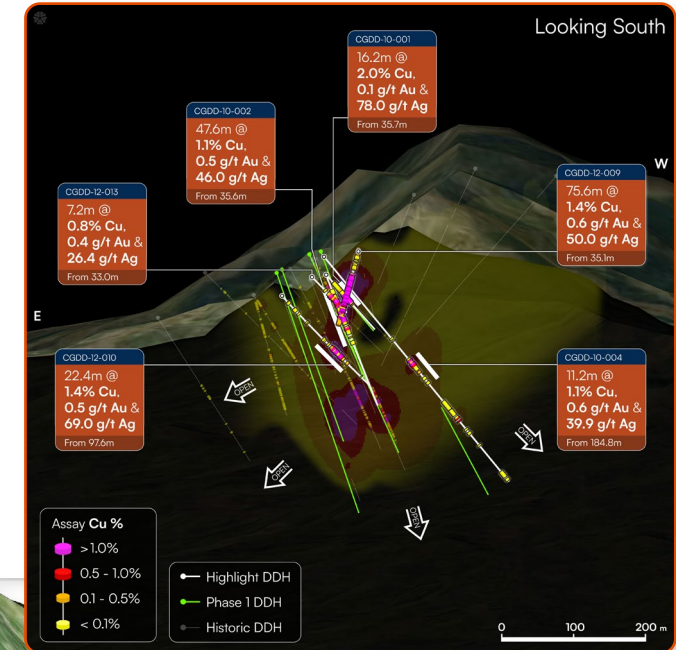 Looking South
CGDD-10-001
16.2m @
2.0% Cu,
0.1 g/t Au &
78.0 g/t Ag
From 35.7m
CGDD-10-002
47.6m @
1.1% Cu,
0.5 g/t Au &
46.0 g/t Ag
From 35.6m
CGDD-12-013
7.2m @
0.8% Cu,
0.4 g/t Au &
26.4 g/t Ag
From 33.0m
W
CGDD-12-009
75.6m @
1.4% Cu,
0.6 g/t Au &
50.0 g/t Ag
From 35.1m
E
CGDD-12-010
22.4m @
1.4% Cu,
0.5 g/t Au &
69.0 g/t Ag
From 97.6m
CGDD-10-004
11.2m @
1.1% Cu,
0.6 g/t Au &
39.9 g/t Ag
From 184.8m
OPEN
OPEN
OPEN
OPEN
Assay Cu %
>1.0%
0.5 - 1.0%
0.1 - 0.5%
< 0.1%
Highlight DDH
Phase 1 DDH
Historic DDH
0 100 200 m